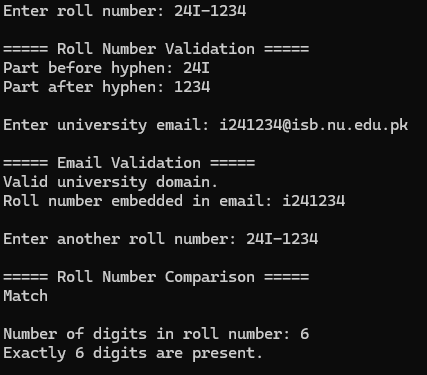 Enter roll number: 24I-1234
===== Roll Number Validation =====
Part before hyphen: 24I
Part after hyphen: 1234
Enter university email: i241234@isb.nu.edu.pk
===== Email Validation =====
Valid university domain.
Roll number embedded in email: i241234
Enter another roll number: 24I-1234
===== Roll Number Comparison =====
Match
Number of digits in roll number: 6
Exactly 6 digits are present.